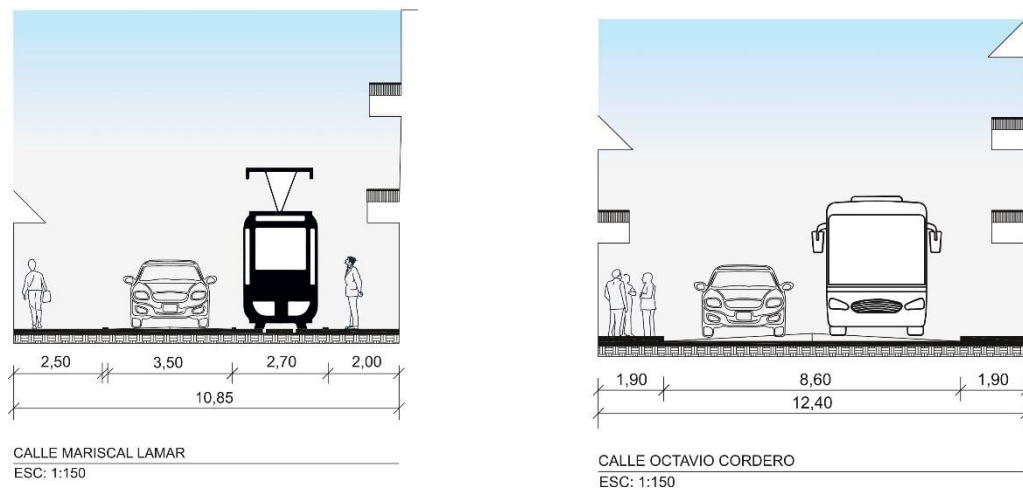 2,50 3,50 2,70 2,00
10,85
CALLE MARISCAL LAMAR
ESC: 1:150
1,90 8,60 1,90
12,40
CALLE OCTAVIO CORDERO
ESC: 1:150